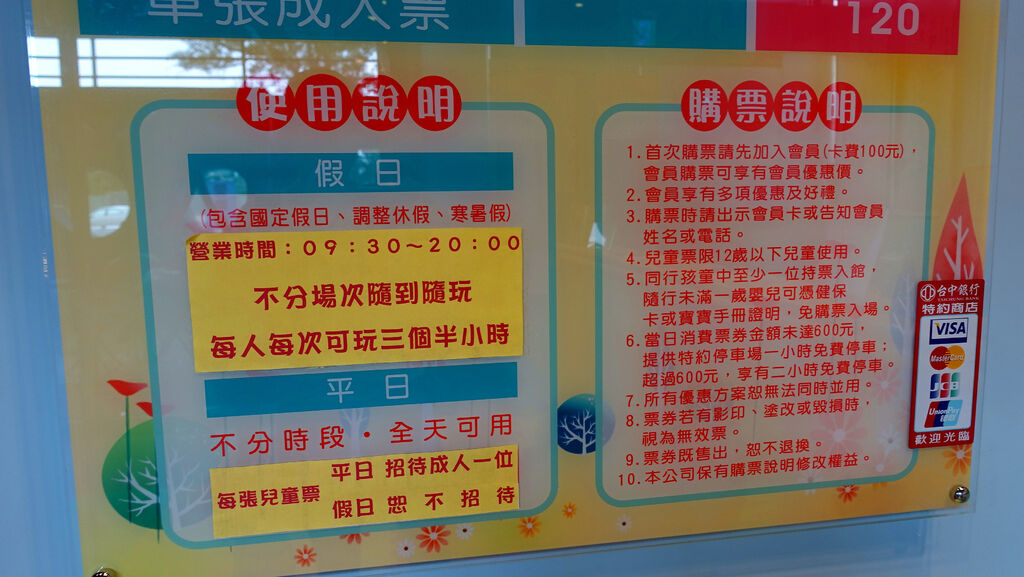 單張成人票
120
使用說明
假日
(包含國定假日、調整休假、寒暑假)
營業時間：09：30～20：00
不分場次隨到隨玩
每人每次可玩三個半小時
平日
不分時段・全天可用
每張兒童票
平日 招待成人一位
假日 恕不招待
購票說明
1. 首次購票請先加入會員(卡費100元)，
會員購票可享有會員優惠價。
2. 會員享有多項優惠及好禮。
3. 購票時請出示會員卡或告知會員
姓名或電話。
4. 兒童票限12歲以下兒童使用。
5. 同行孩童中至少一位持票入館，
隨行未滿一歲嬰兒可憑健保
卡或寶寶手冊證明，免購票入場。
6. 當日消費票券金額未達600元，
提供特約停車場一小時免費停車；
超過600元，享有二小時免費停車。
7. 所有優惠方案恕無法同時並用。
8. 票券若有影印、塗改或毀損時，
視為無效票。
9. 票券既售出，恕不退換。
10. 本公司保有購票說明修改權益。
台中銀行
TAICHUNG BANK
特約商店
VISA
MasterCard
JCB
UnionPay
銀聯
歡迎光臨